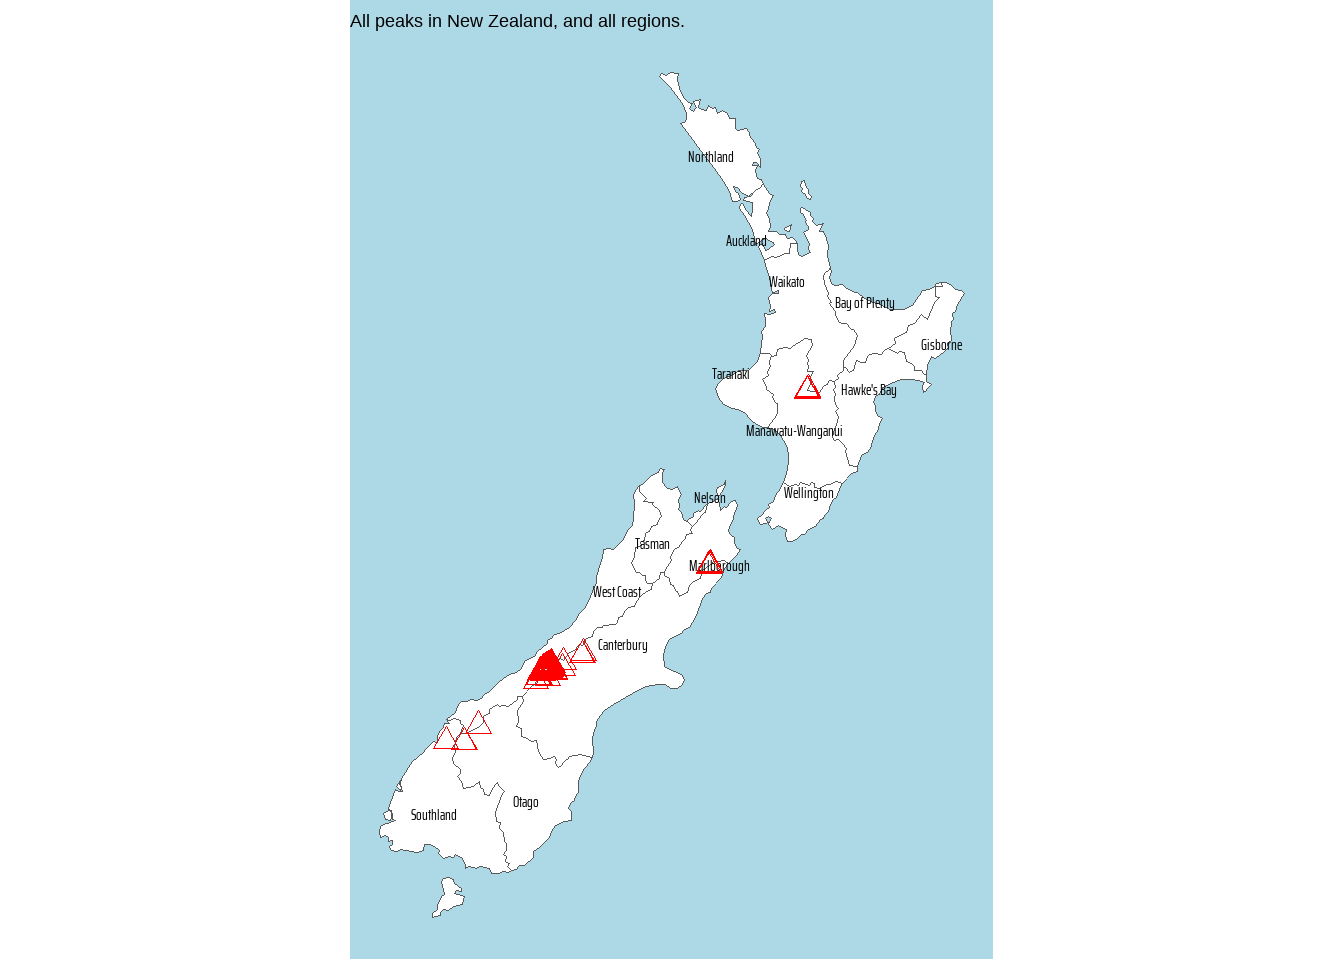 All peaks in New Zealand, and all regions.
Northland
Auckland
Waikato
Bay of Plenty
Gisborne
Taranaki
Hawke's Bay
Manawatu-Wanganui
Wellington
Nelson
Tasman
Marlborough
West Coast
Canterbury
Otago
Southland